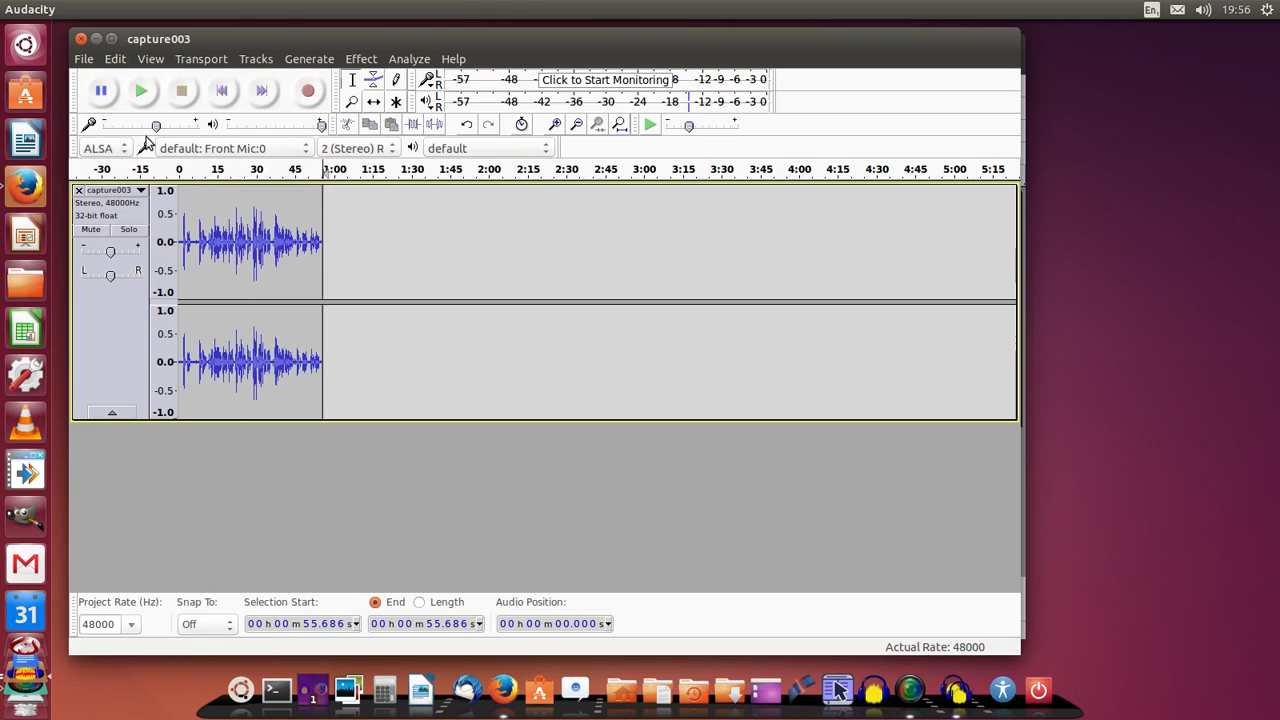 Audacity
En
19:56
capture003
File Edit View Transport Tracks Generate Effect Analyze Help
L
R
-57 -48 Click to Start Monitoring 8 -12 -9 -6 -3 0
L
R
-57 -48 -42 -36 -30 -24 -18 -12 -9 -6 -3 0
- + - + - +
ALSA default: Front Mic:0 2 (Stereo) R default
-30 -15 0 15 30 45 1:00 1:15 1:30 1:45 2:00 2:15 2:30 2:45 3:00 3:15 3:30 3:45 4:00 4:15 4:30 4:45 5:00 5:15
capture003
Stereo, 48000Hz
32-bit float
Mute Solo
- +
L R
1.0
0.5
0.0
-0.5
-1.0
1.0
0.5
0.0
-0.5
-1.0
31
Project Rate (Hz): Snap To: Selection Start: End Length Audio Position:
48000 Off 00 h 00 m 55.686 s 00 h 00 m 55.686 s 00 h 00 m 00.000 s
Actual Rate: 48000
1